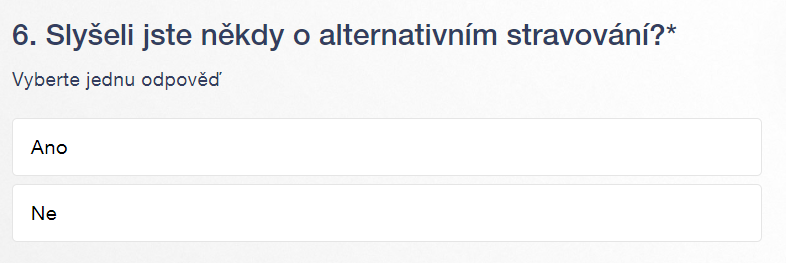 6. Slyšeli jste někdy o alternativním stravování?*
Vyberte jednu odpověď
Ano
Ne